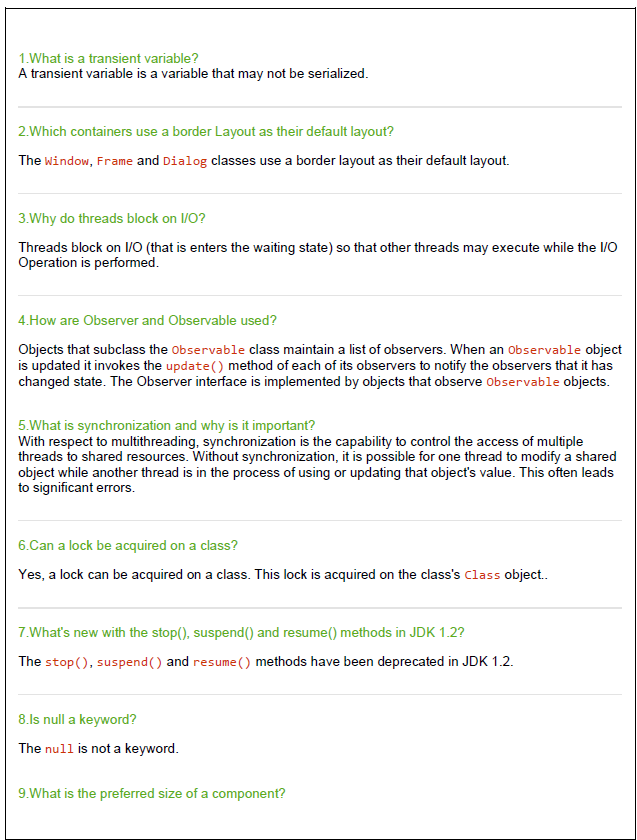 1.What is a transient variable?
A transient variable is a variable that may not be serialized.
2.Which containers use a border Layout as their default layout?
The Window, Frame and Dialog classes use a border layout as their default layout.
3.Why do threads block on I/O?
Threads block on I/O (that is enters the waiting state) so that other threads may execute while the I/O
Operation is performed.
4.How are Observer and Observable used?
Objects that subclass the Observable class maintain a list of observers. When an Observable object
is updated it invokes the update() method of each of its observers to notify the observers that it has
changed state. The Observer interface is implemented by objects that observe Observable objects.
5.What is synchronization and why is it important?
With respect to multithreading, synchronization is the capability to control the access of multiple
threads to shared resources. Without synchronization, it is possible for one thread to modify a shared
object while another thread is in the process of using or updating that object's value. This often leads
to significant errors.
6.Can a lock be acquired on a class?
Yes, a lock can be acquired on a class. This lock is acquired on the class's Class object..
7.What's new with the stop(), suspend() and resume() methods in JDK 1.2?
The stop(), suspend() and resume() methods have been deprecated in JDK 1.2.
8.Is null a keyword?
The null is not a keyword.
9.What is the preferred size of a component?